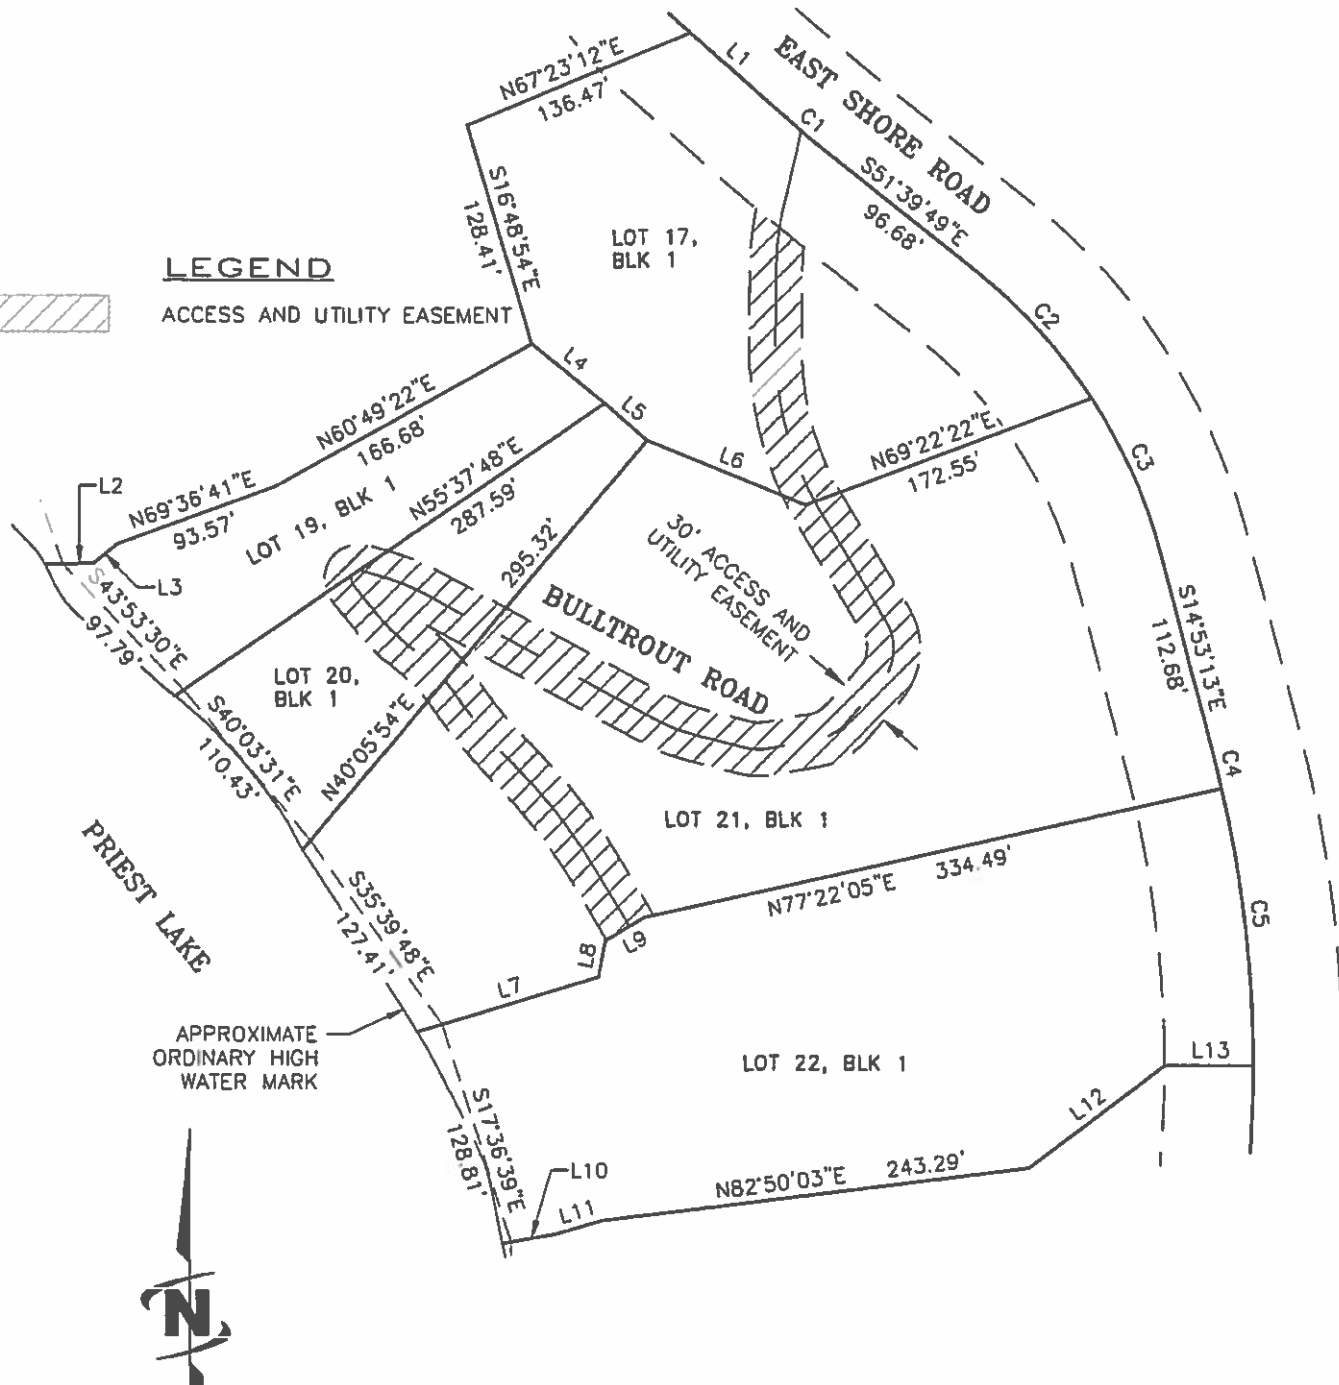 EAST SHORE ROAD
L1
C1
N67°23'12"E
136.47'
S51°39'49"E
96.68'
S16°48'54"E
128.41'
LOT 17,
BLK 1
LEGEND
ACCESS AND UTILITY EASEMENT
C2
L4
L5
L6
N60°49'22"E
166.68'
N69°22'22"E
172.55'
C3
L2
N69°36'41"E
93.57'
LOT 19, BLK 1
N55°37'48"E
287.59'
295.32'
30' ACCESS AND
UTILITY EASEMENT
L3
S43°53'30"E
97.79'
BULLTROUT ROAD
S14°53'13"E
112.68'
LOT 20,
BLK 1
S40°03'31"E
110.43'
N40°05'54"E
C4
LOT 21, BLK 1
PRIEST LAKE
S35°39'48"E
127.41'
N77°22'05"E 334.49'
C5
L9
L8
L7
APPROXIMATE
ORDINARY HIGH
WATER MARK
LOT 22, BLK 1
L13
L12
S17°36'39"E
128.81'
L10
L11
N82°50'03"E 243.29'
N